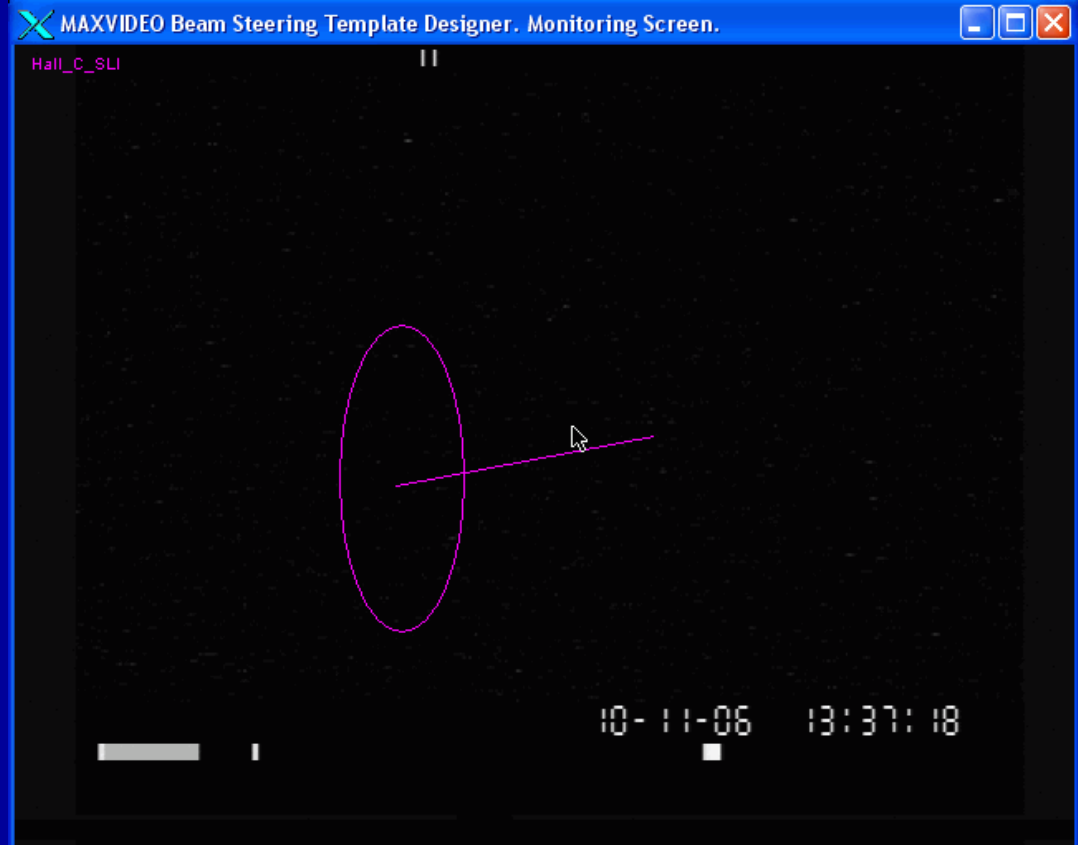 MAXVIDEO Beam Steering Template Designer. Monitoring Screen.
Hall_C_SLI
10-11-06 13:37:18